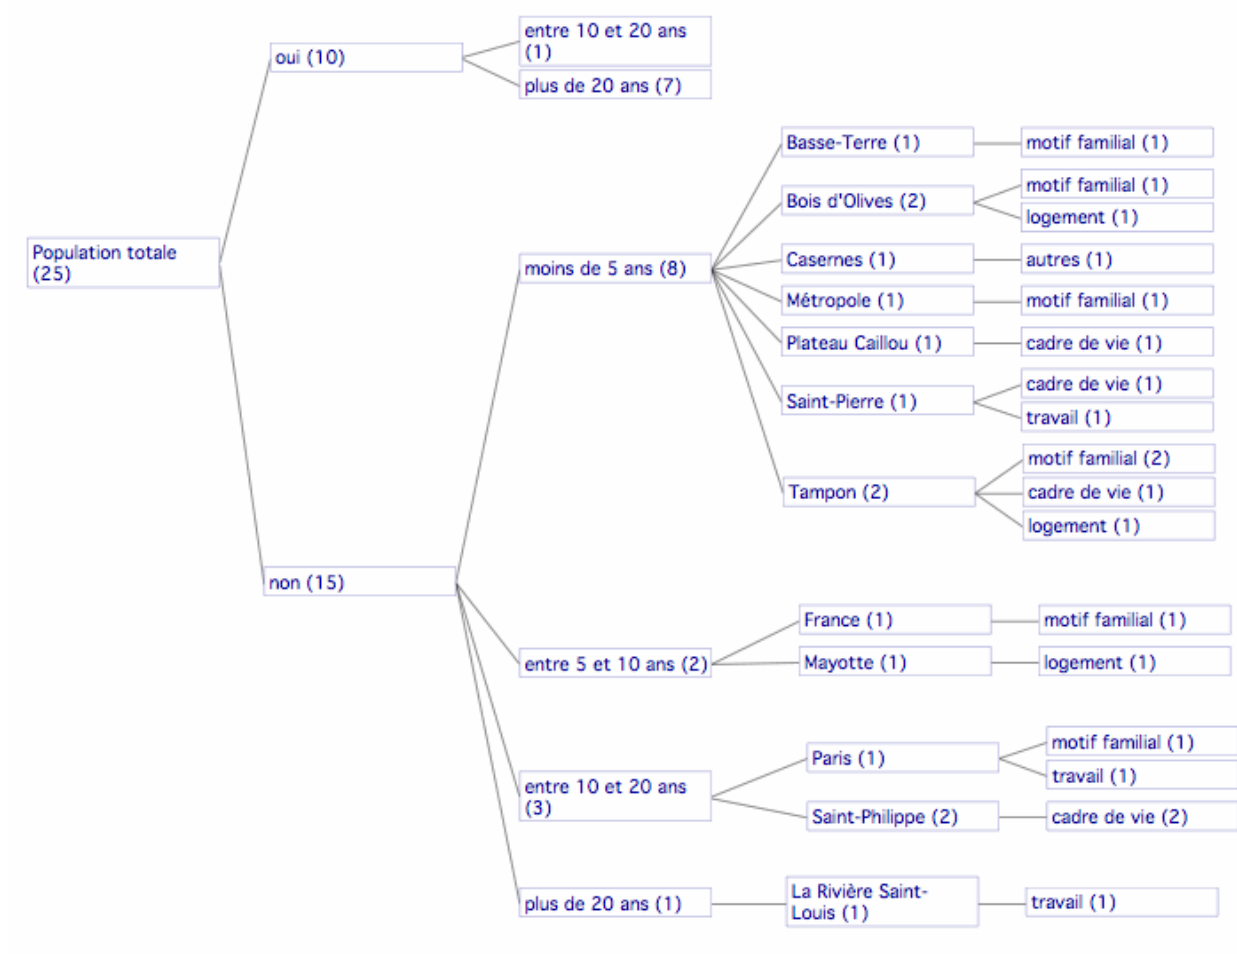 Population totale
(25)
oui (10)
entre 10 et 20 ans
(1)
plus de 20 ans (7)
non (15)
moins de 5 ans (8)
Basse-Terre (1)
motif familial (1)
Bois d'Olives (2)
motif familial (1)
logement (1)
Casernes (1)
autres (1)
Métropole (1)
motif familial (1)
Plateau Caillou (1)
cadre de vie (1)
Saint-Pierre (1)
cadre de vie (1)
travail (1)
Tampon (2)
motif familial (2)
cadre de vie (1)
logement (1)
entre 5 et 10 ans (2)
France (1)
motif familial (1)
Mayotte (1)
logement (1)
entre 10 et 20 ans
(3)
Paris (1)
motif familial (1)
travail (1)
Saint-Philippe (2)
cadre de vie (2)
plus de 20 ans (1)
La Rivière Saint-
Louis (1)
travail (1)